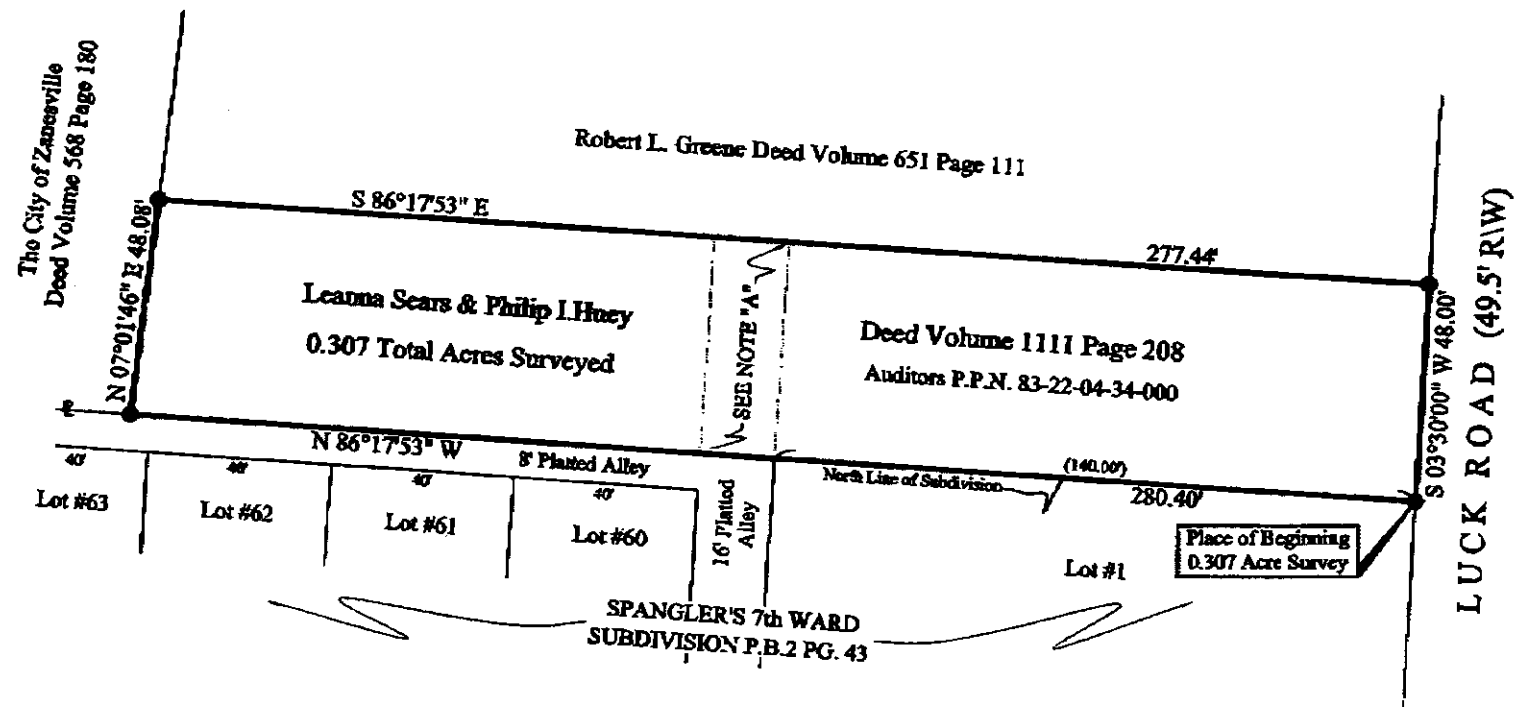 The City of Zanesville
Deed Volume 568 Page 180
Robert L. Greene Deed Volume 651 Page 111
S 86°17'53" E
277.44'
N 07°01'46" E 48.08'
Leanna Sears & Philip I.Huey
0.307 Total Acres Surveyed
SEE NOTE "A"
Deed Volume 1111 Page 208
Auditors P.P.N. 83-22-04-34-000
S 03°30'00" W 48.00'
LUCK ROAD (49.5' R\W)
N 86°17'53" W
8' Platted Alley
North Line of Subdivision
(140.00')
280.40'
40'
40'
40'
40'
Lot #63
Lot #62
Lot #61
Lot #60
16' Platted
Alley
Lot #1
Place of Beginning
0.307 Acre Survey
SPANGLER'S 7th WARD
SUBDIVISION P.B.2 PG. 43